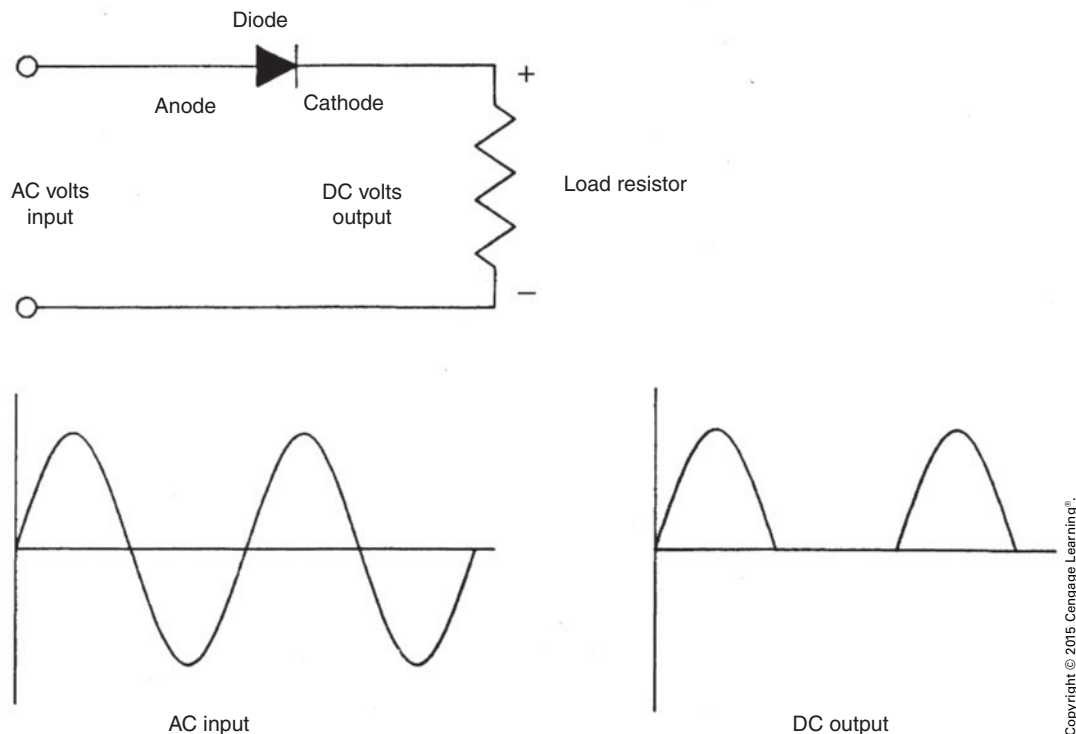 Diode
+
Anode
Cathode
AC volts
input
DC volts
output
Load resistor
–
AC input
DC output
Copyright © 2015 Cengage Learning®.